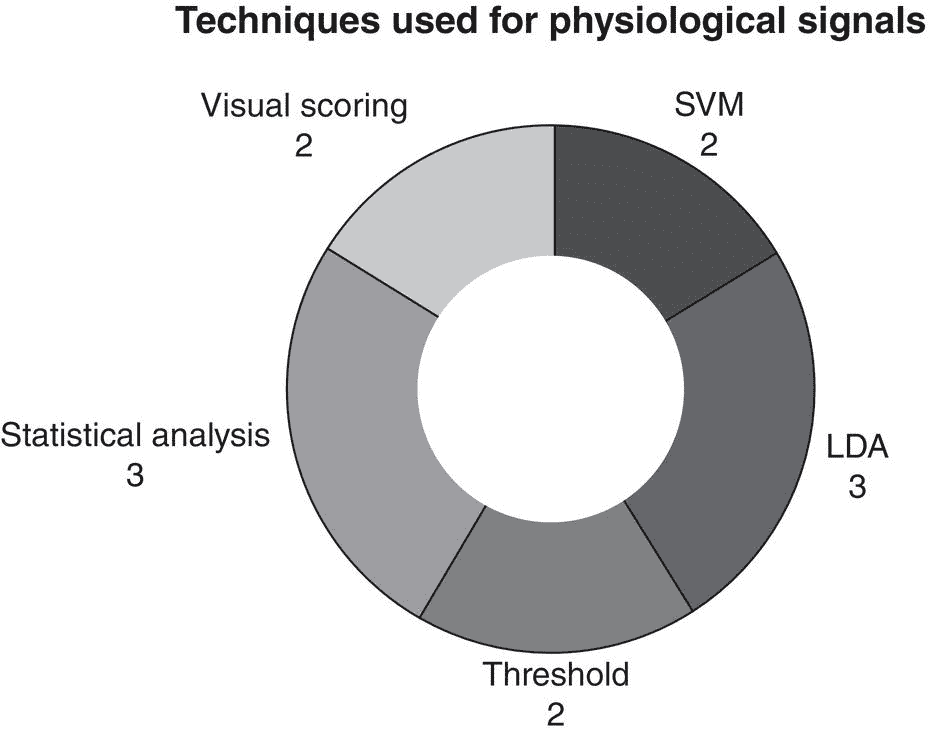 Techniques used for physiological signals
Visual scoring
2
SVM
2
Statistical analysis
3
LDA
3
Threshold
2